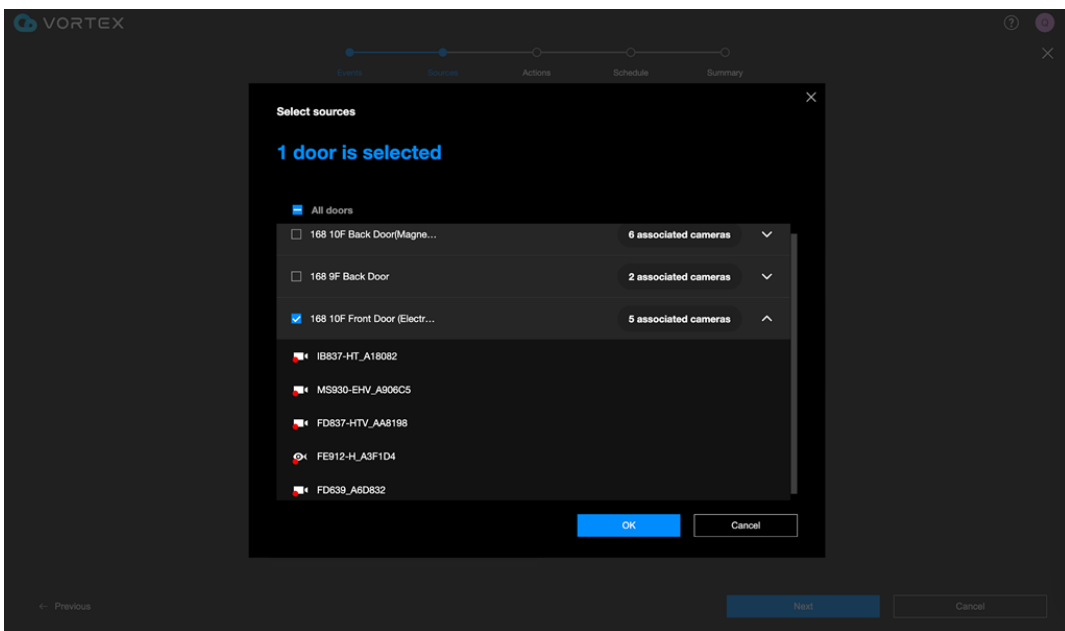 VORTEX
Events Sources Actions Schedule Summary
Select sources
1 door is selected
All doors
168 10F Back Door(Magne... 6 associated cameras
168 9F Back Door 2 associated cameras
168 10F Front Door (Electr... 5 associated cameras
IB837-HT_A18082
MS930-EHV_A906C5
FD837-HTV_AA8198
FE912-H_A3F1D4
FD639_A6D832
OK Cancel
← Previous Next Cancel